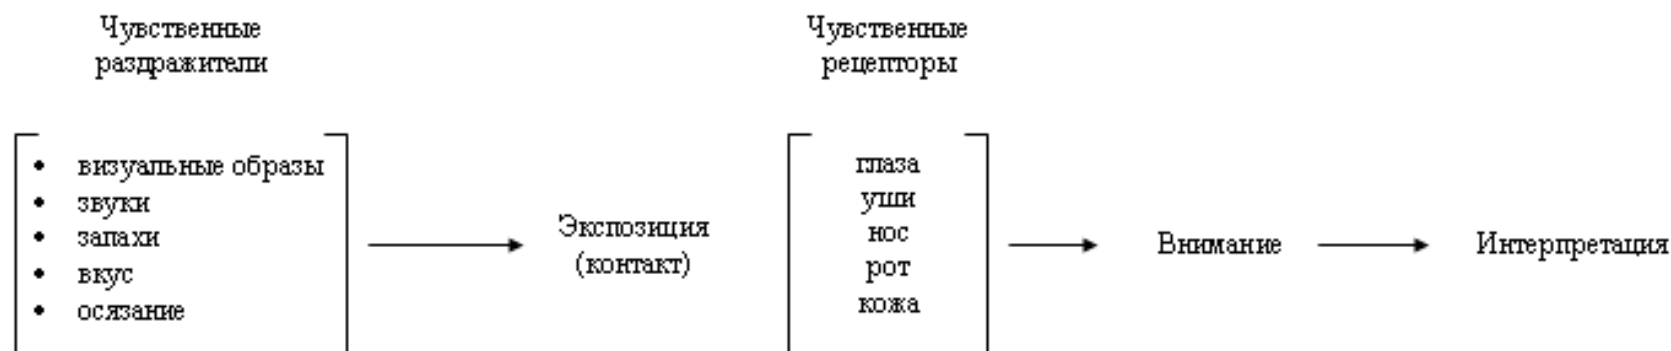 Чувственные
раздражители
• визуальные образы
• звуки
• запахи
• вкус
• осязание
Экспозиция
(контакт)
Чувственные
рецепторы
глаза
уши
нос
рот
кожа
Внимание
Интерпретация